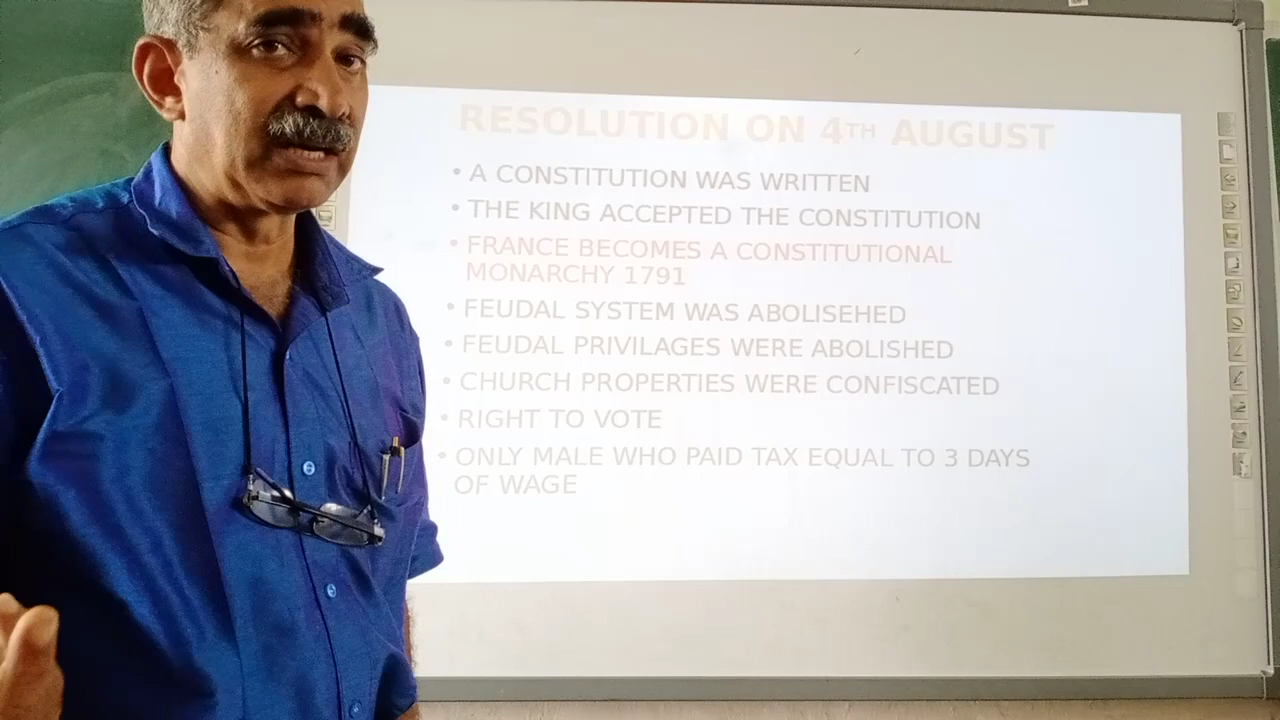 RESOLUTION ON 4TH AUGUST
• A CONSTITUTION WAS WRITTEN
• THE KING ACCEPTED THE CONSTITUTION
• FRANCE BECOMES A CONSTITUTIONAL
MONARCHY 1791
• FEUDAL SYSTEM WAS ABOLISEHED
• FEUDAL PRIVILAGES WERE ABOLISHED
• CHURCH PROPERTIES WERE CONFISCATED
• RIGHT TO VOTE
• ONLY MALE WHO PAID TAX EQUAL TO 3 DAYS
OF WAGE